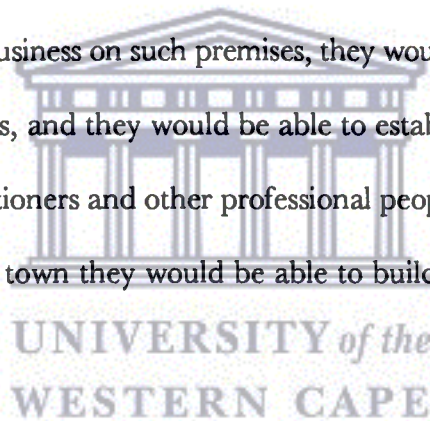 usiness on such premises, they wou
s, and they would be able to estab
tioners and other professional peop
town they would be able to build
UNIVERSITY of the
WESTERN CAPE